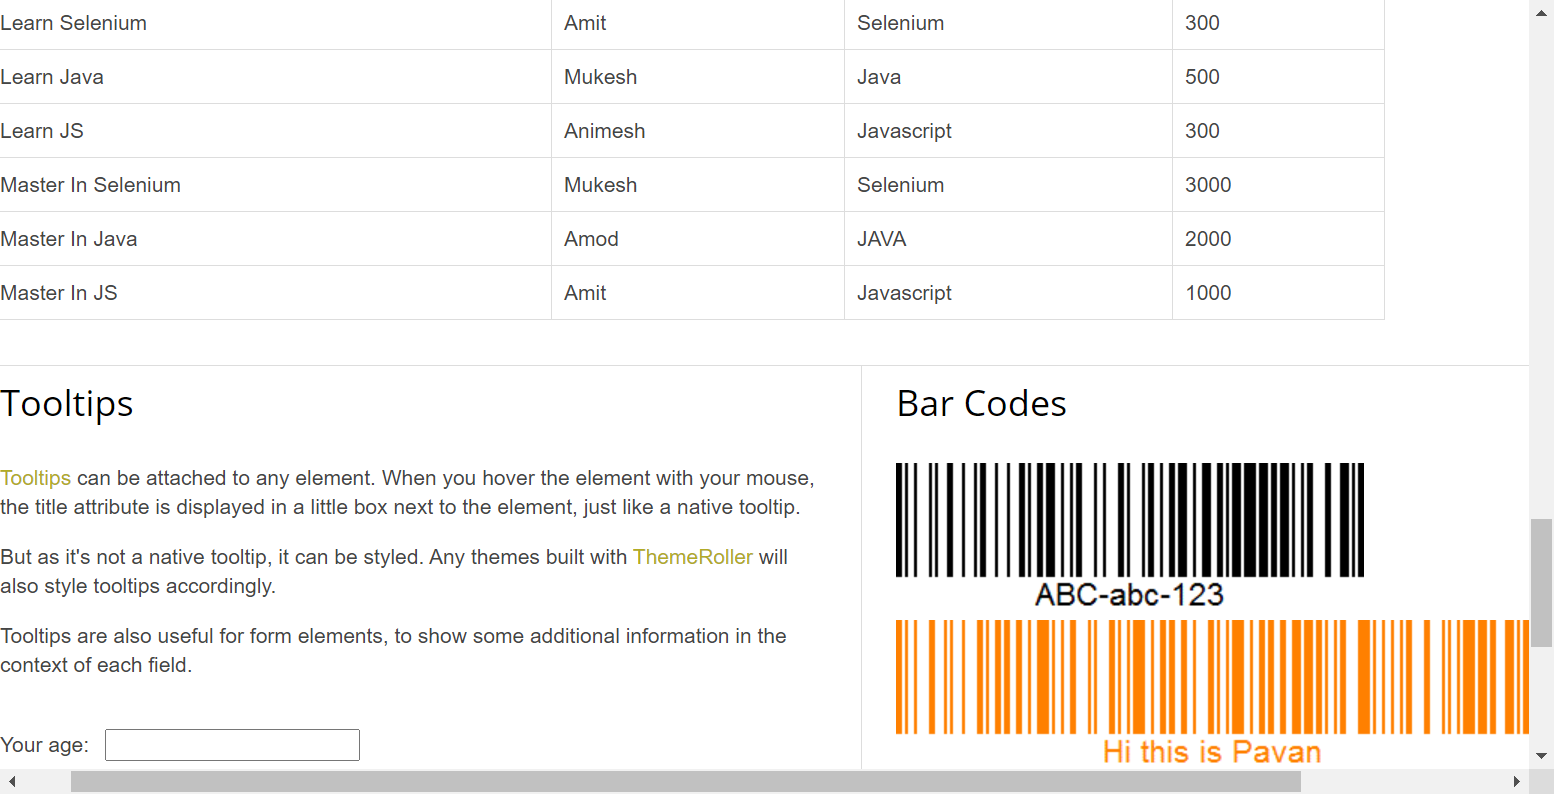 Learn Selenium Amit Selenium 300
Learn Java Mukesh Java 500
Learn JS Animesh Javascript 300
Master In Selenium Mukesh Selenium 3000
Master In Java Amod JAVA 2000
Master In JS Amit Javascript 1000
Tooltips
Tooltips can be attached to any element. When you hover the element with your mouse,
the title attribute is displayed in a little box next to the element, just like a native tooltip.
But as it's not a native tooltip, it can be styled. Any themes built with ThemeRoller will
also style tooltips accordingly.
Tooltips are also useful for form elements, to show some additional information in the
context of each field.
Your age:
Bar Codes
ABC-abc-123
Hi this is Pavan